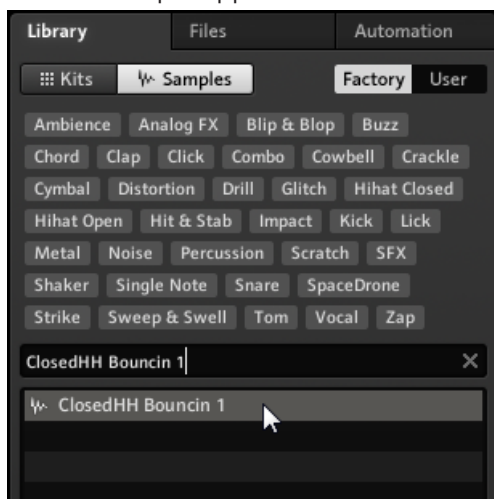 Library Files Automation
Kits Samples Factory User
Ambience Analog FX Blip & Blop Buzz
Chord Clap Click Combo Cowbell Crackle
Cymbal Distortion Drill Glitch Hihat Closed
Hihat Open Hit & Stab Impact Kick Lick
Metal Noise Percussion Scratch SFX
Shaker Single Note Snare SpaceDrone
Strike Sweep & Swell Tom Vocal Zap
ClosedHH Bouncin 1
ClosedHH Bouncin 1